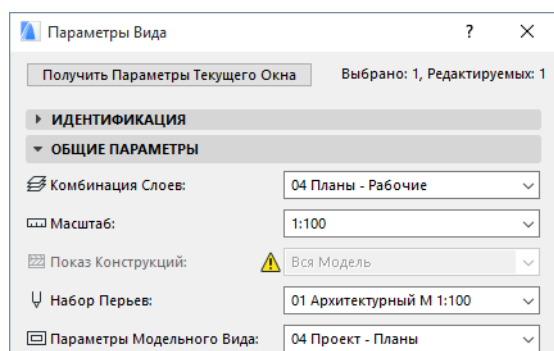 Параметры Вида
Получить Параметры Текущего Окна Выбрано: 1, Редактируемых: 1
ИДЕНТИФИКАЦИЯ
ОБЩИЕ ПАРАМЕТРЫ
Комбинация Слоев: 04 Планы - Рабочие
Масштаб: 1:100
Показ Конструкций: Вся Модель
Набор Перьев: 01 Архитектурный М 1:100
Параметры Модельного Вида: 04 Проект - Планы